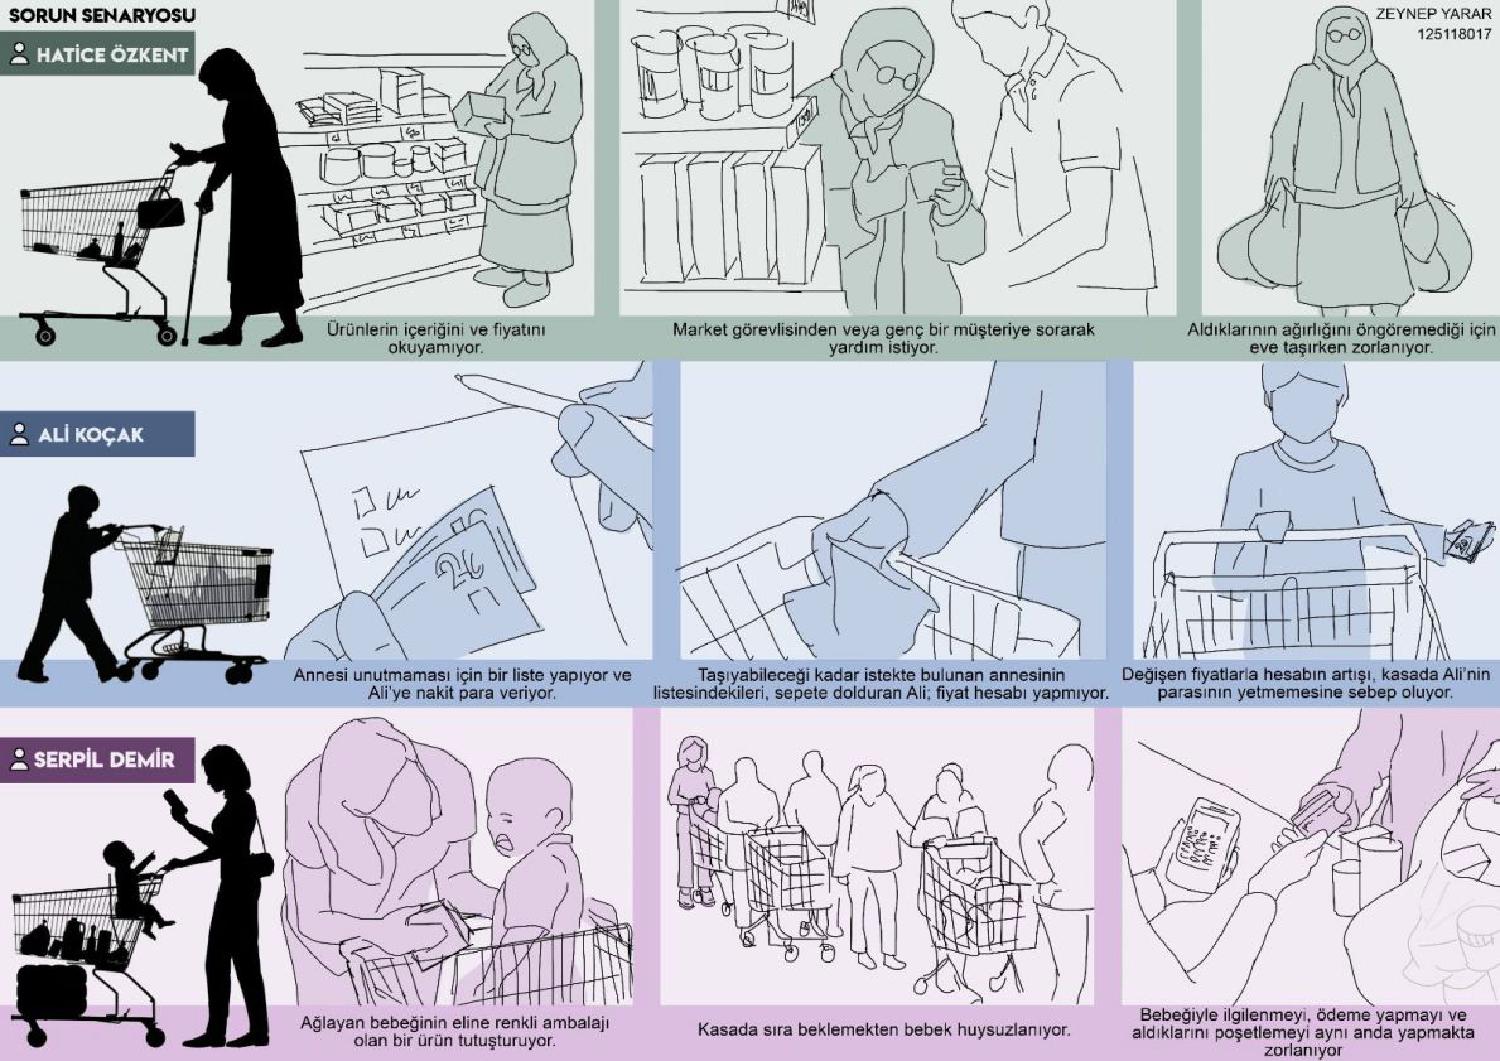 SORUN SENARYOSU
ZEYNEP YARAR
125118017
HATİCE ÖZKENT
Ürünlerin içeriğini ve fiyatını
okuyamıyor.
Market görevlisinden veya genç bir müşteriye sorarak
yardım istiyor.
Aldıklarının ağırlığını öngöremediği için
eve taşırken zorlanıyor.
ALİ KOÇAK
Annesi unutmaması için bir liste yapıyor ve
Ali'ye nakit para veriyor.
Taşıyabileceği kadar istekte bulunan annesinin
listesindekileri, sepete dolduran Ali; fiyat hesabı yapmıyor.
Değişen fiyatlarla hesabın artışı, kasada Ali'nin
parasının yetmemesine sebep oluyor.
SERPİL DEMİR
Ağlayan bebeğinin eline renkli ambalajı
olan bir ürün tutuşturuyor.
Kasada sıra beklemekten bebek huysuzlanıyor.
Bebeğiyle ilgilenmeyi, ödeme yapmayı ve
aldıklarını poşetlemeyi aynı anda yapmakta
zorlanıyor